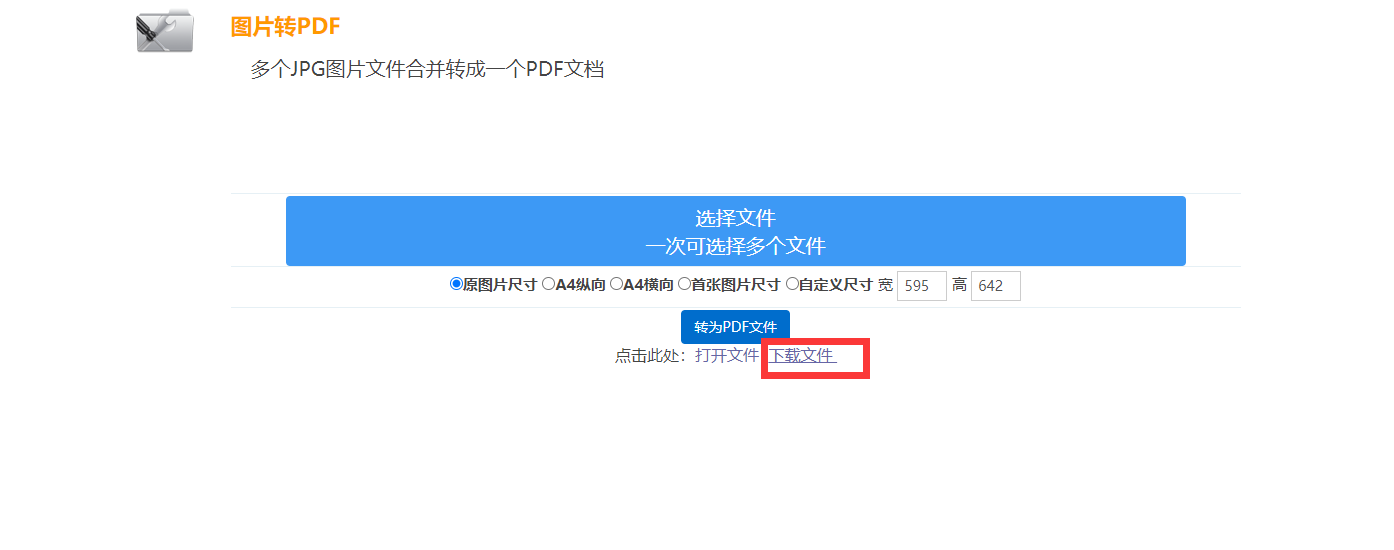 图片转PDF
多个JPG图片文件合并转成一个PDF文档
选择文件
一次可选择多个文件
原图片尺寸 A4纵向 A4横向 首张图片尺寸 自定义尺寸 宽 595 高 642
转为PDF文件
点击此处：打开文件 下载文件